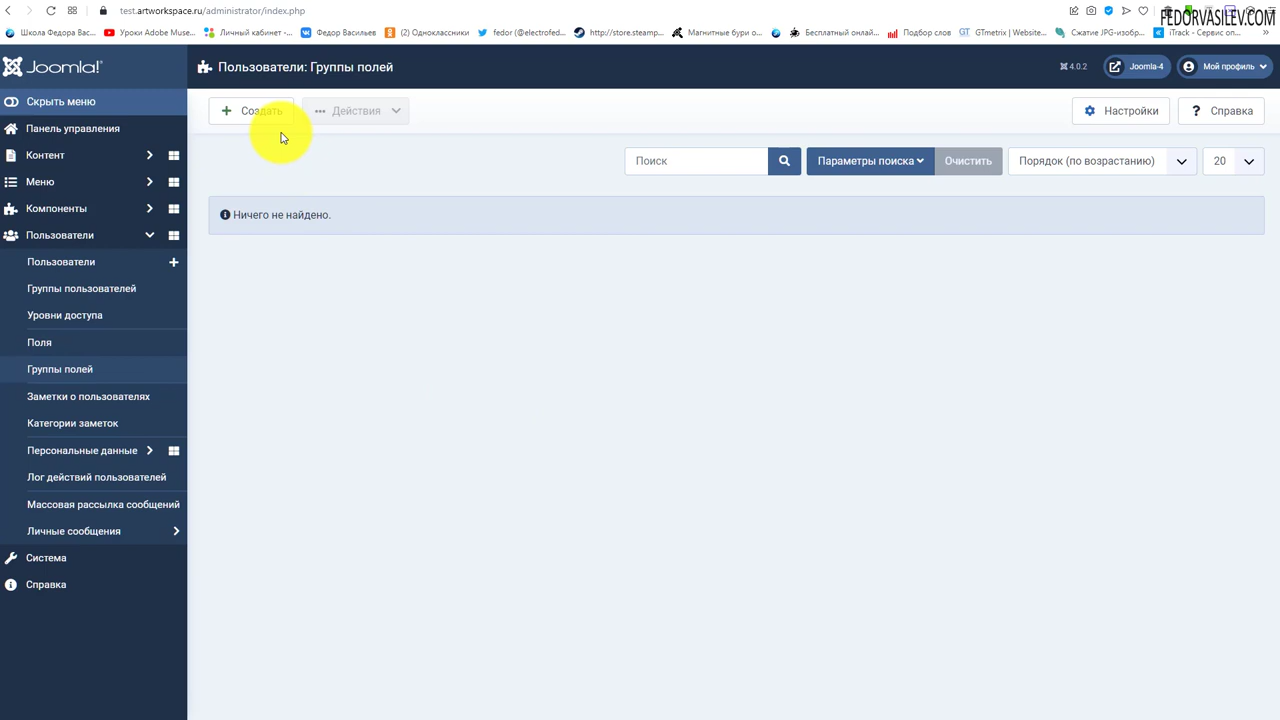 test.artworkspace.ru/administrator/index.php
FEDORVASILEV.COM
Школа Федора Вас...
Уроки Adobe Muse...
Личный кабинет -...
Федор Васильев
(2) Одноклассники
fedor (@electrofed...
http://store.steamp...
Магнитные бури о...
Бесплатный онлай...
Подбор слов
GTmetrix | Website...
Сжатие JPG-изобр...
iTrack - Сервис оп...
Joomla!
Пользователи: Группы полей
4.0.2
Joomla-4
Мой профиль
Скрыть меню
Создать
Действия
Настройки
? Справка
Панель управления
Контент
Меню
Компоненты
Пользователи
Пользователи
Группы пользователей
Уровни доступа
Поля
Группы полей
Заметки о пользователях
Категории заметок
Персональные данные
Лог действий пользователей
Массовая рассылка сообщений
Личные сообщения
Система
Справка
Поиск
Параметры поиска
Очистить
Порядок (по возрастанию)
20
Ничего не найдено.